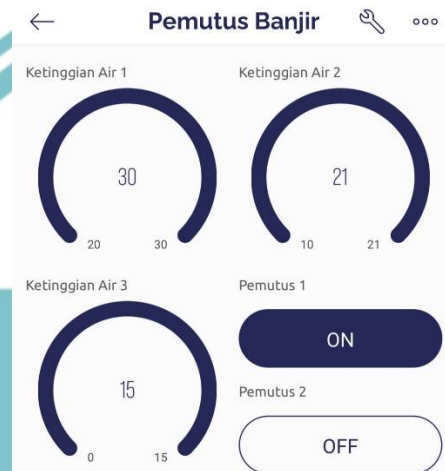 Pemutus Banjir
Ketinggian Air 1
Ketinggian Air 2
30
21
20 30
10 21
Ketinggian Air 3
Pemutus 1
ON
15
Pemutus 2
0 15
OFF